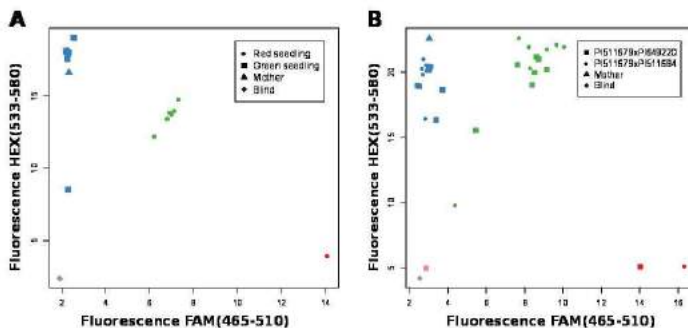 A
B
Fluorescence HEX(533-580)
5
10
15
Red seedling
Green seedling
Mother
Blind
2
4
6
8
10
12
14
Fluorescence FAM(465-510)
Fluorescence HEX(533-580)
5
10
15
20
Mother
Blind
2
4
6
8
10
12
14
16
Fluorescence FAM(465-510)